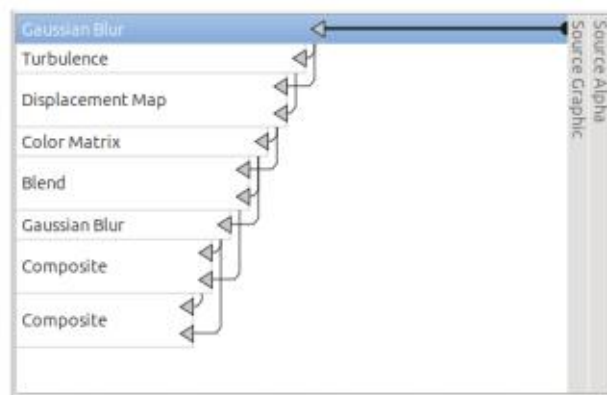 Gaussian Blur
Turbulence
Displacement Map
Color Matrix
Blend
Gaussian Blur
Composite
Composite
Source Graphic
Source Alpha